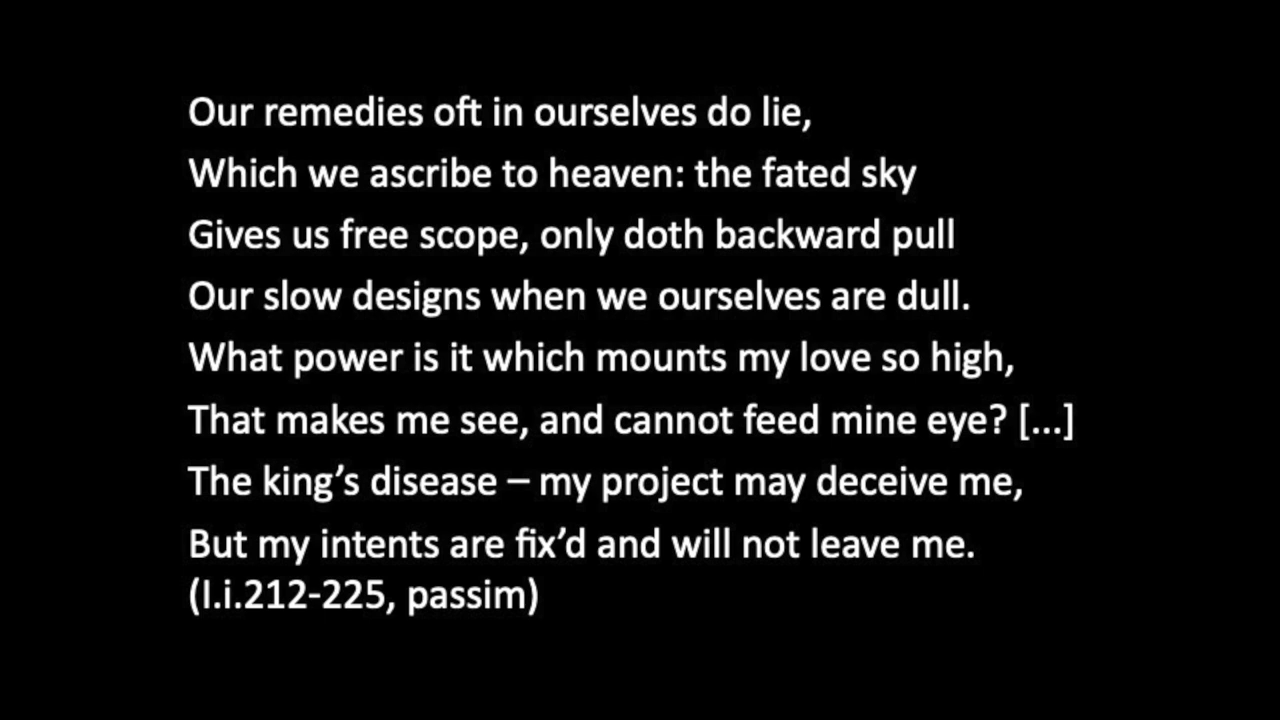 Our remedies oft in ourselves do lie,
Which we ascribe to heaven: the fated sky
Gives us free scope, only doth backward pull
Our slow designs when we ourselves are dull.
What power is it which mounts my love so high,
That makes me see, and cannot feed mine eye? [...]
The king’s disease – my project may deceive me,
But my intents are fix’d and will not leave me.
(I.i.212-225, passim)